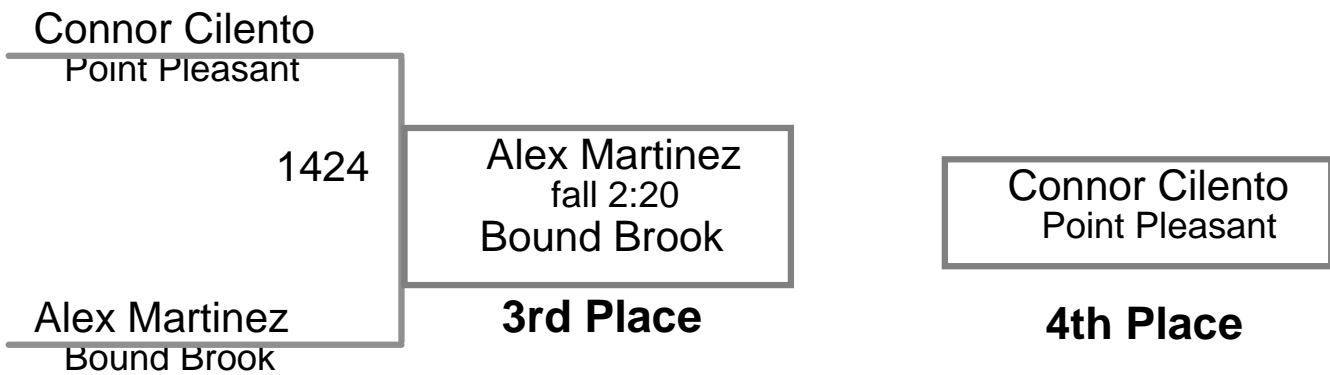 Connor Cilento
Point Pleasant
1424
Alex Martinez
Bound Brook
Alex Martinez
fall 2:20
Bound Brook
3rd Place
Connor Cilento
Point Pleasant
4th Place